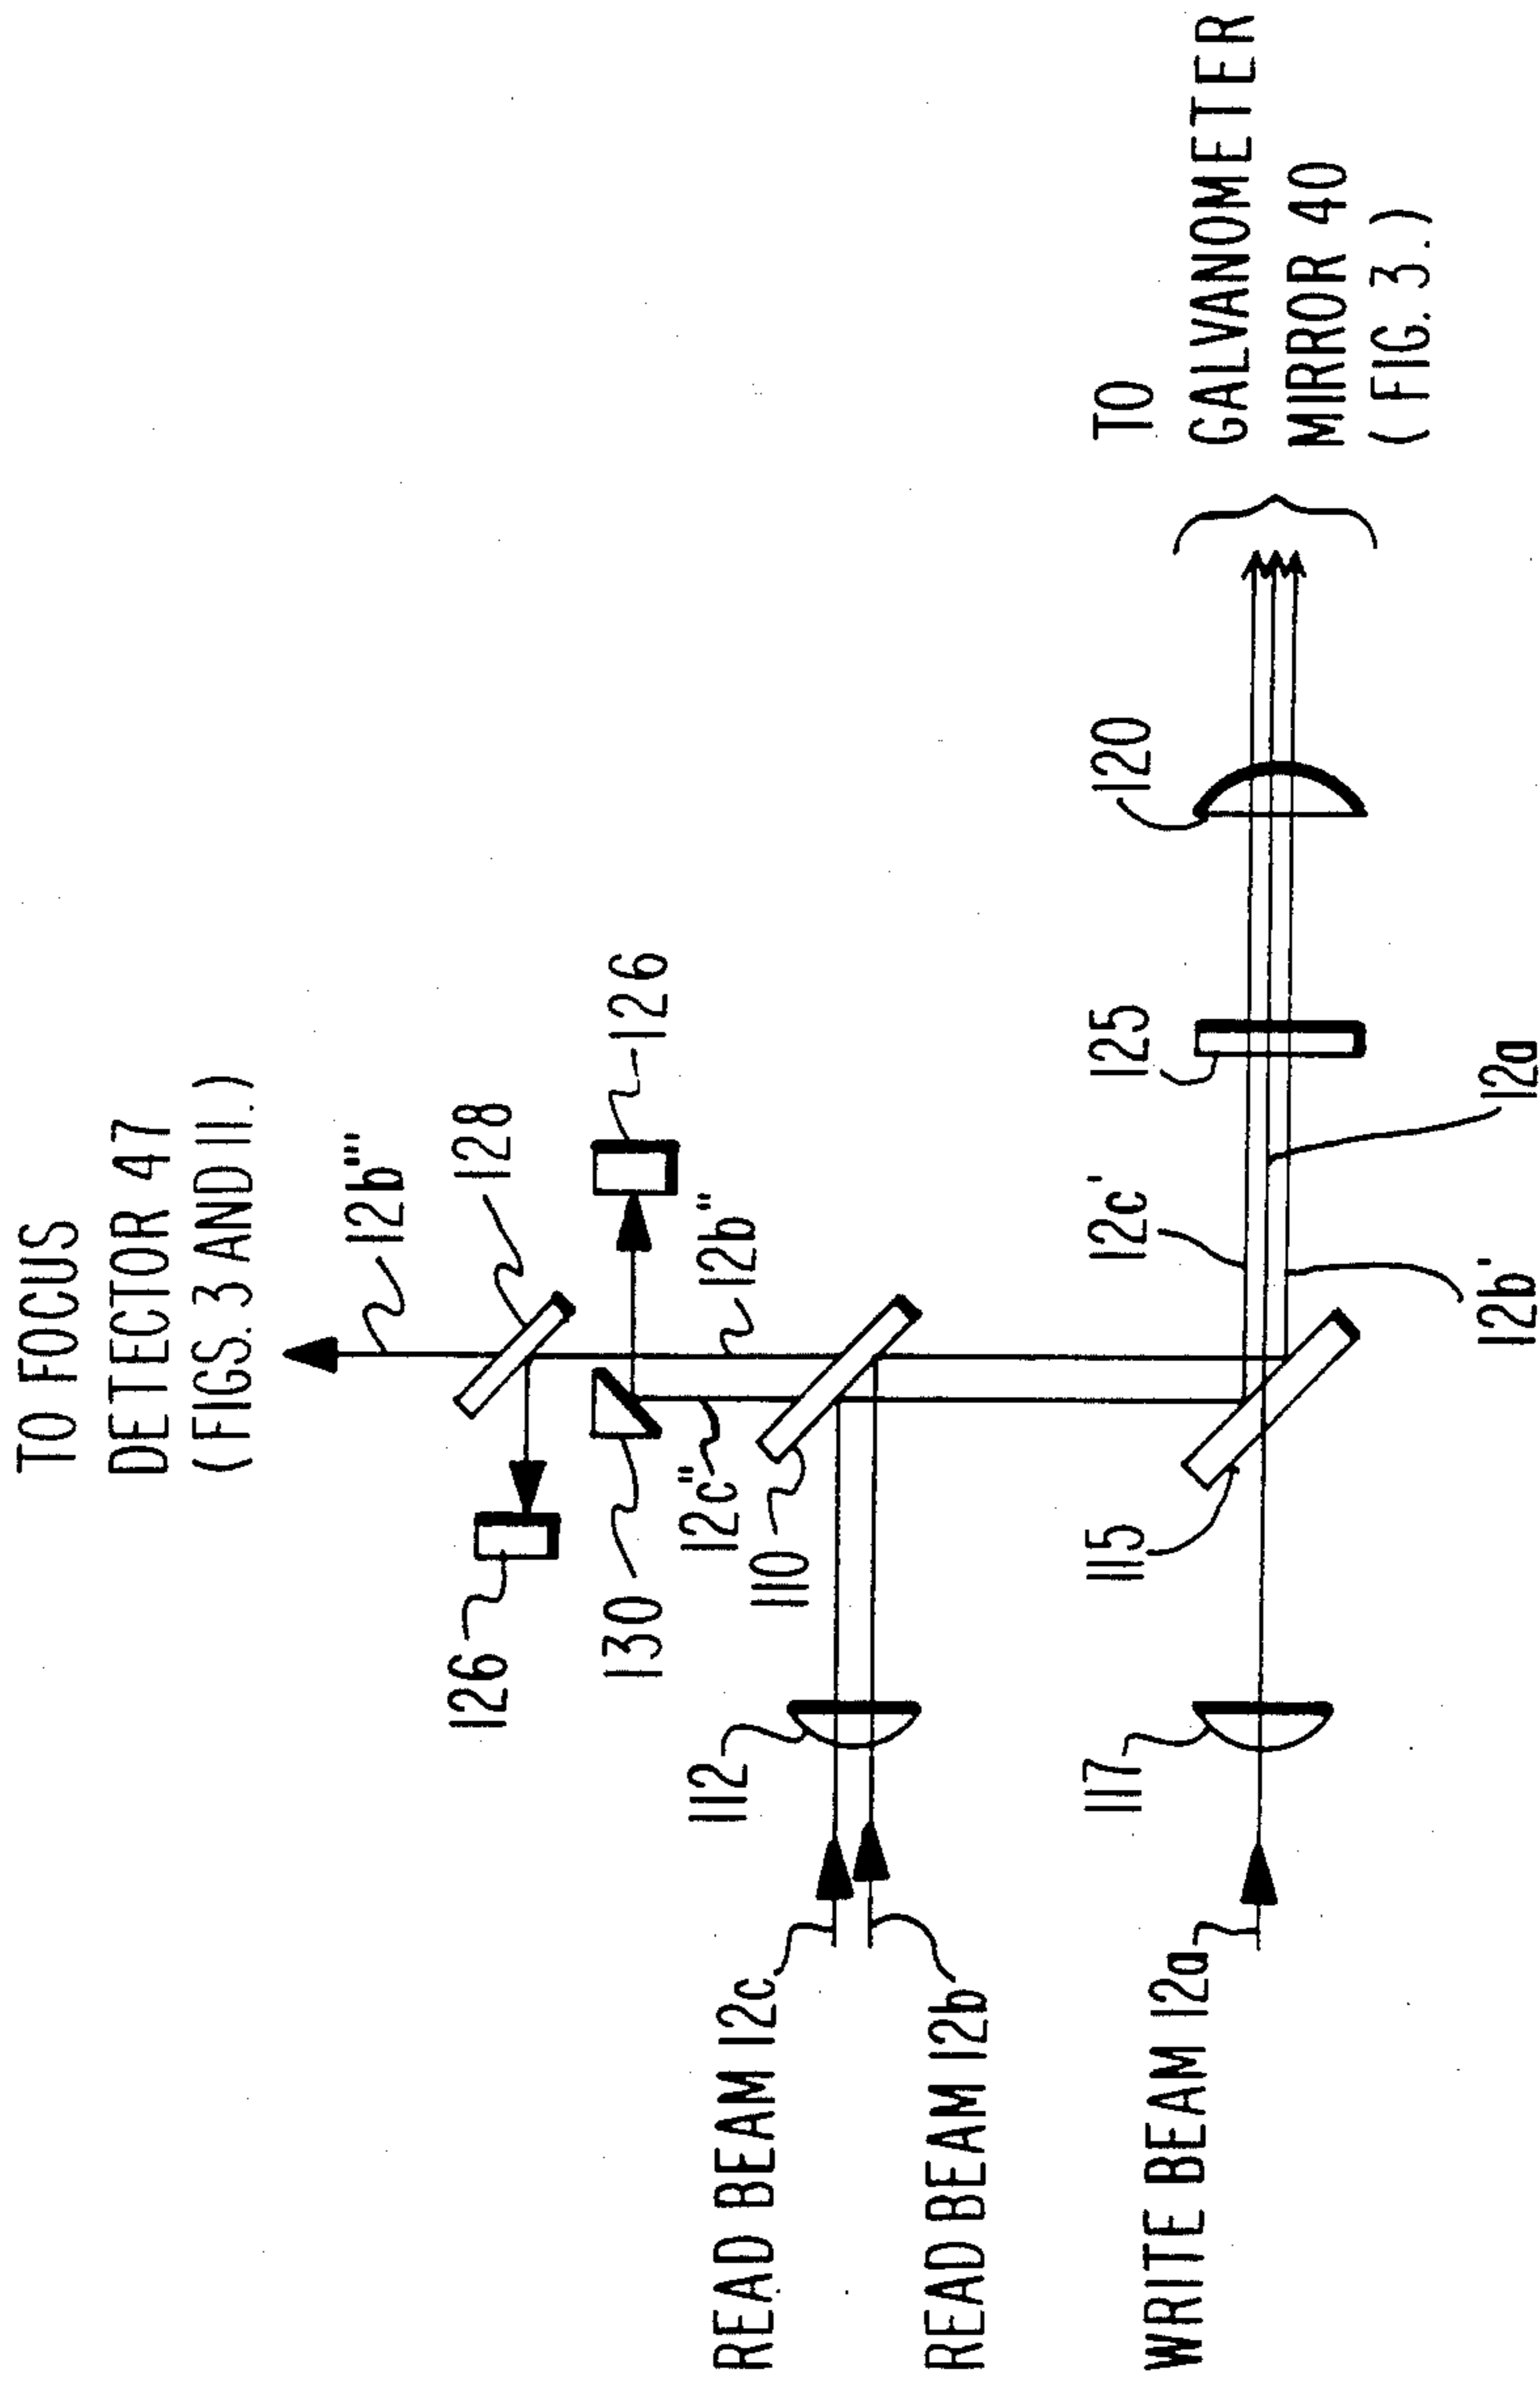 TO FOCUS
DETECTOR 47
(FIGS. 3 AND 11.)
12b"'
128
126
126
130
12c"
12b"
110
112
READ BEAM 12c
READ BEAM 12b
WRITE BEAM 12a
117
115
12c'
12b'
12a
125
120
TO
GALVANOMETER
MIRROR 40
(FIG. 3.)